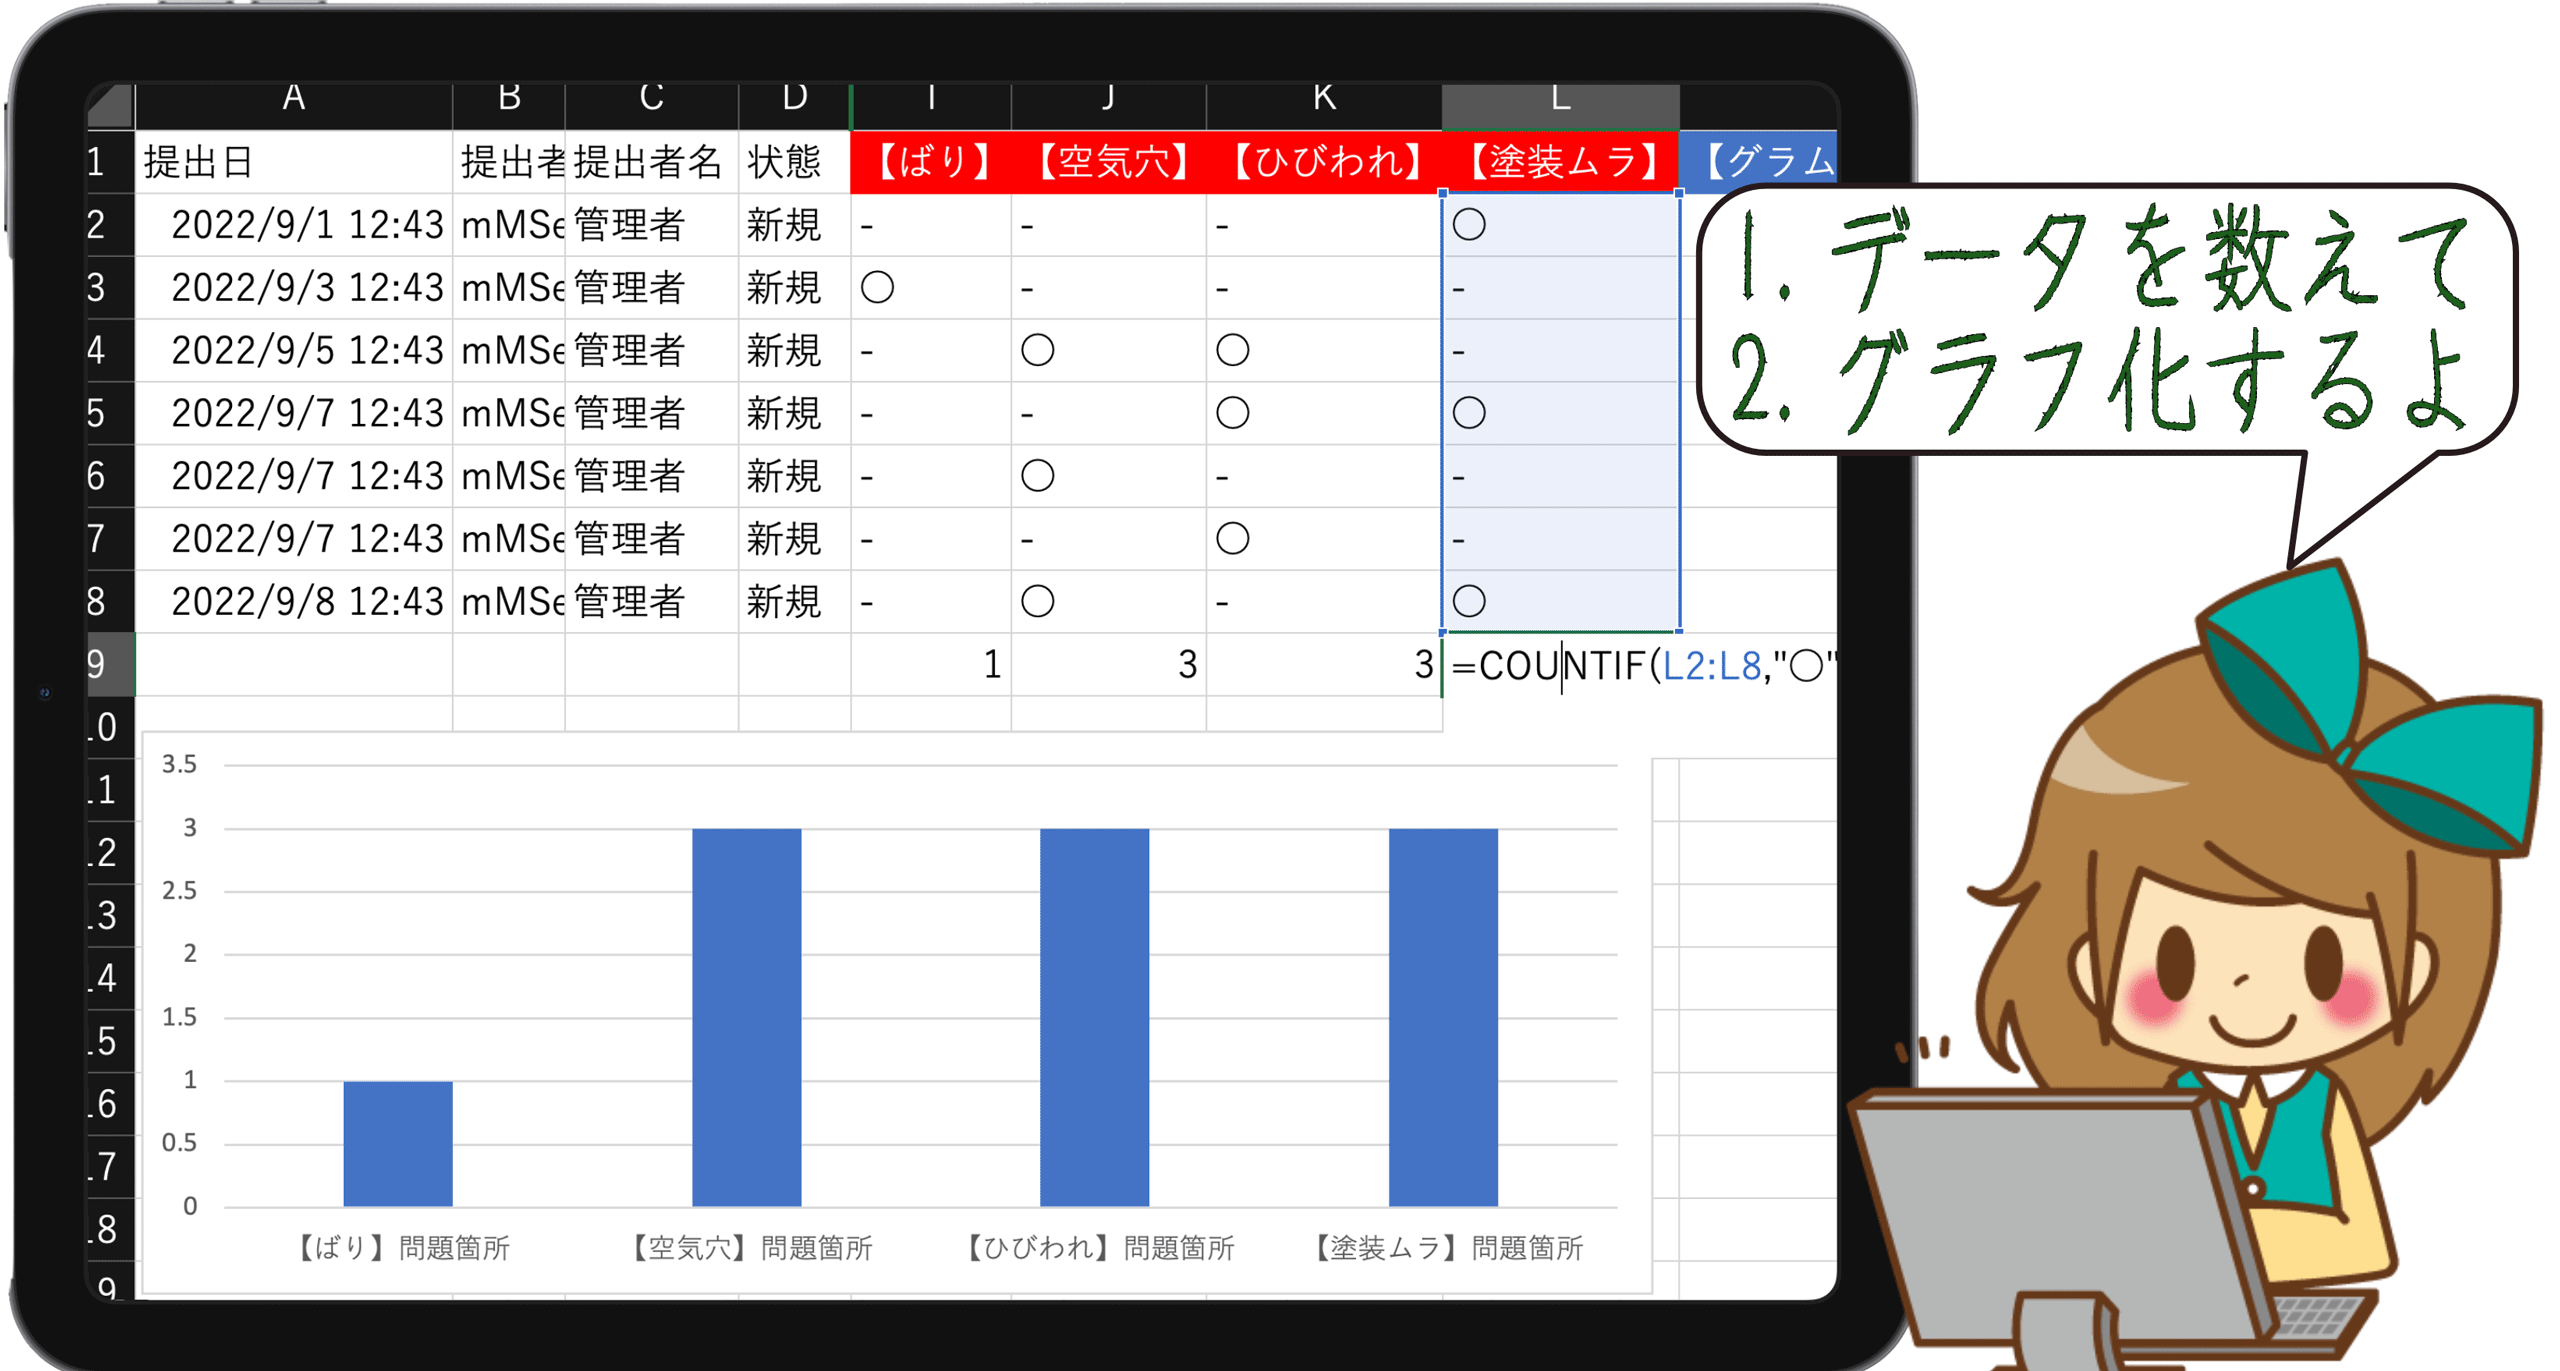 A B C D I J K L
1 提出日 提出者 提出者名 状態 【ばり】 【空気穴】 【ひびわれ】 【塗装ムラ】 【グラム
2 2022/9/1 12:43 mMSe 管理者 新規 - - - ○
3 2022/9/3 12:43 mMSe 管理者 新規 ○ - - -
4 2022/9/5 12:43 mMSe 管理者 新規 - ○ ○ -
5 2022/9/7 12:43 mMSe 管理者 新規 - - ○ ○
6 2022/9/7 12:43 mMSe 管理者 新規 - ○ - -
7 2022/9/7 12:43 mMSe 管理者 新規 - - ○ -
8 2022/9/8 12:43 mMSe 管理者 新規 - ○ - ○
9 1 3 3 =COUNTIF(L2:L8,"○"
10
11
12
13
14
15
16
17
18
19
3.5
3
2.5
2
1.5
1
0.5
0
【ばり】問題箇所 【空気穴】問題箇所 【ひびわれ】問題箇所 【塗装ムラ】問題箇所
1. データを数えて
2. グラフ化するよ